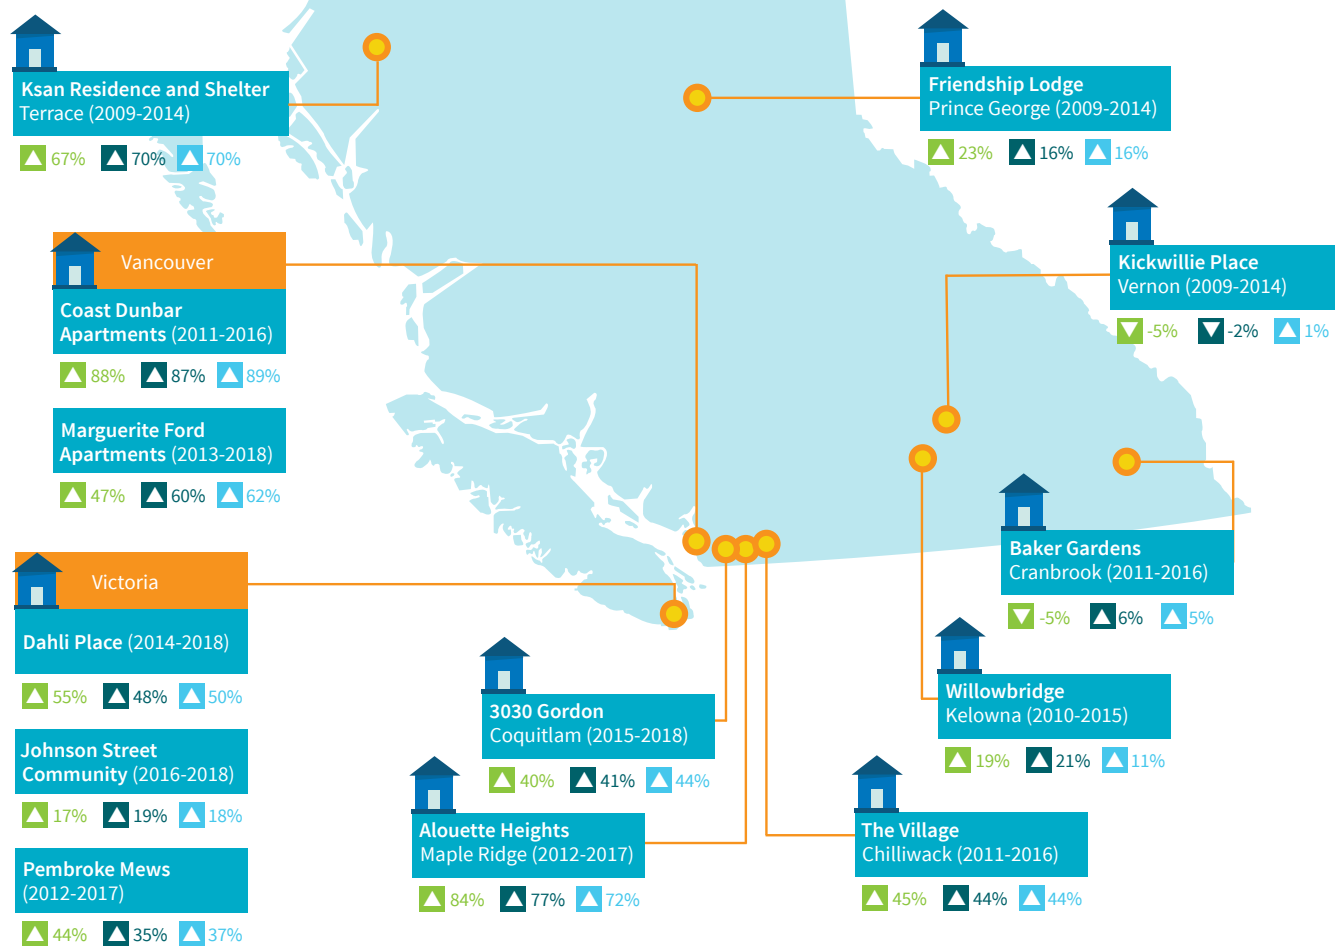 Ksan Residence and Shelter
Terrace (2009-2014)
67% 70% 70%
Friendship Lodge
Prince George (2009-2014)
23% 16% 16%
Kickwillie Place
Vernon (2009-2014)
-5% -2% 1%
Vancouver
Coast Dunbar
Apartments (2011-2016)
88% 87% 89%
Marguerite Ford
Apartments (2013-2018)
47% 60% 62%
Baker Gardens
Cranbrook (2011-2016)
-5% 6% 5%
Victoria
Dahli Place (2014-2018)
55% 48% 50%
Johnson Street
Community (2016-2018)
17% 19% 18%
Pembroke Mews
(2012-2017)
44% 35% 37%
3030 Gordon
Coquitlam (2015-2018)
40% 41% 44%
Alouette Heights
Maple Ridge (2012-2017)
84% 77% 72%
Willowbridge
Kelowna (2010-2015)
19% 21% 11%
The Village
Chilliwack (2011-2016)
45% 44% 44%